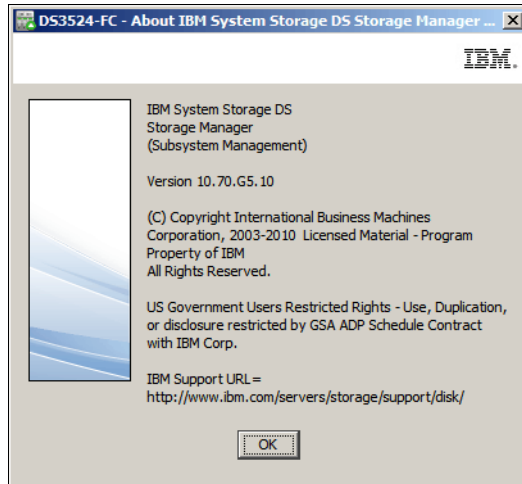 DS3524-FC - About IBM System Storage DS Storage Manager ...
IBM.
IBM System Storage DS
Storage Manager
(Subsystem Management)
Version 10.70.G5.10
(C) Copyright International Business Machines
Corporation, 2003-2010 Licensed Material - Program
Property of IBM
All Rights Reserved.
US Government Users Restricted Rights - Use, Duplication,
or disclosure restricted by GSA ADP Schedule Contract
with IBM Corp.
IBM Support URL=
http://www.ibm.com/servers/storage/support/disk/
OK